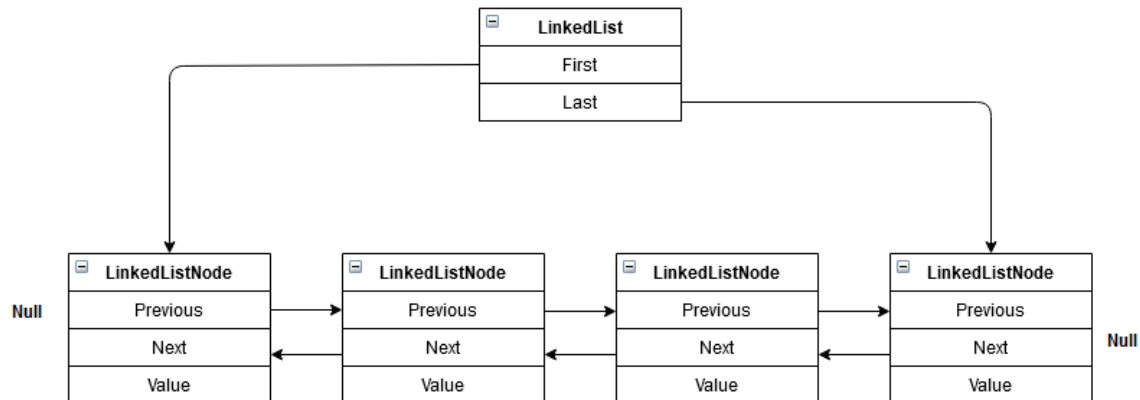 LinkedList
First
Last
LinkedListNode LinkedListNode LinkedListNode LinkedListNode
Null Previous Previous Previous Previous
Next Next Next Next Null
Value Value Value Value